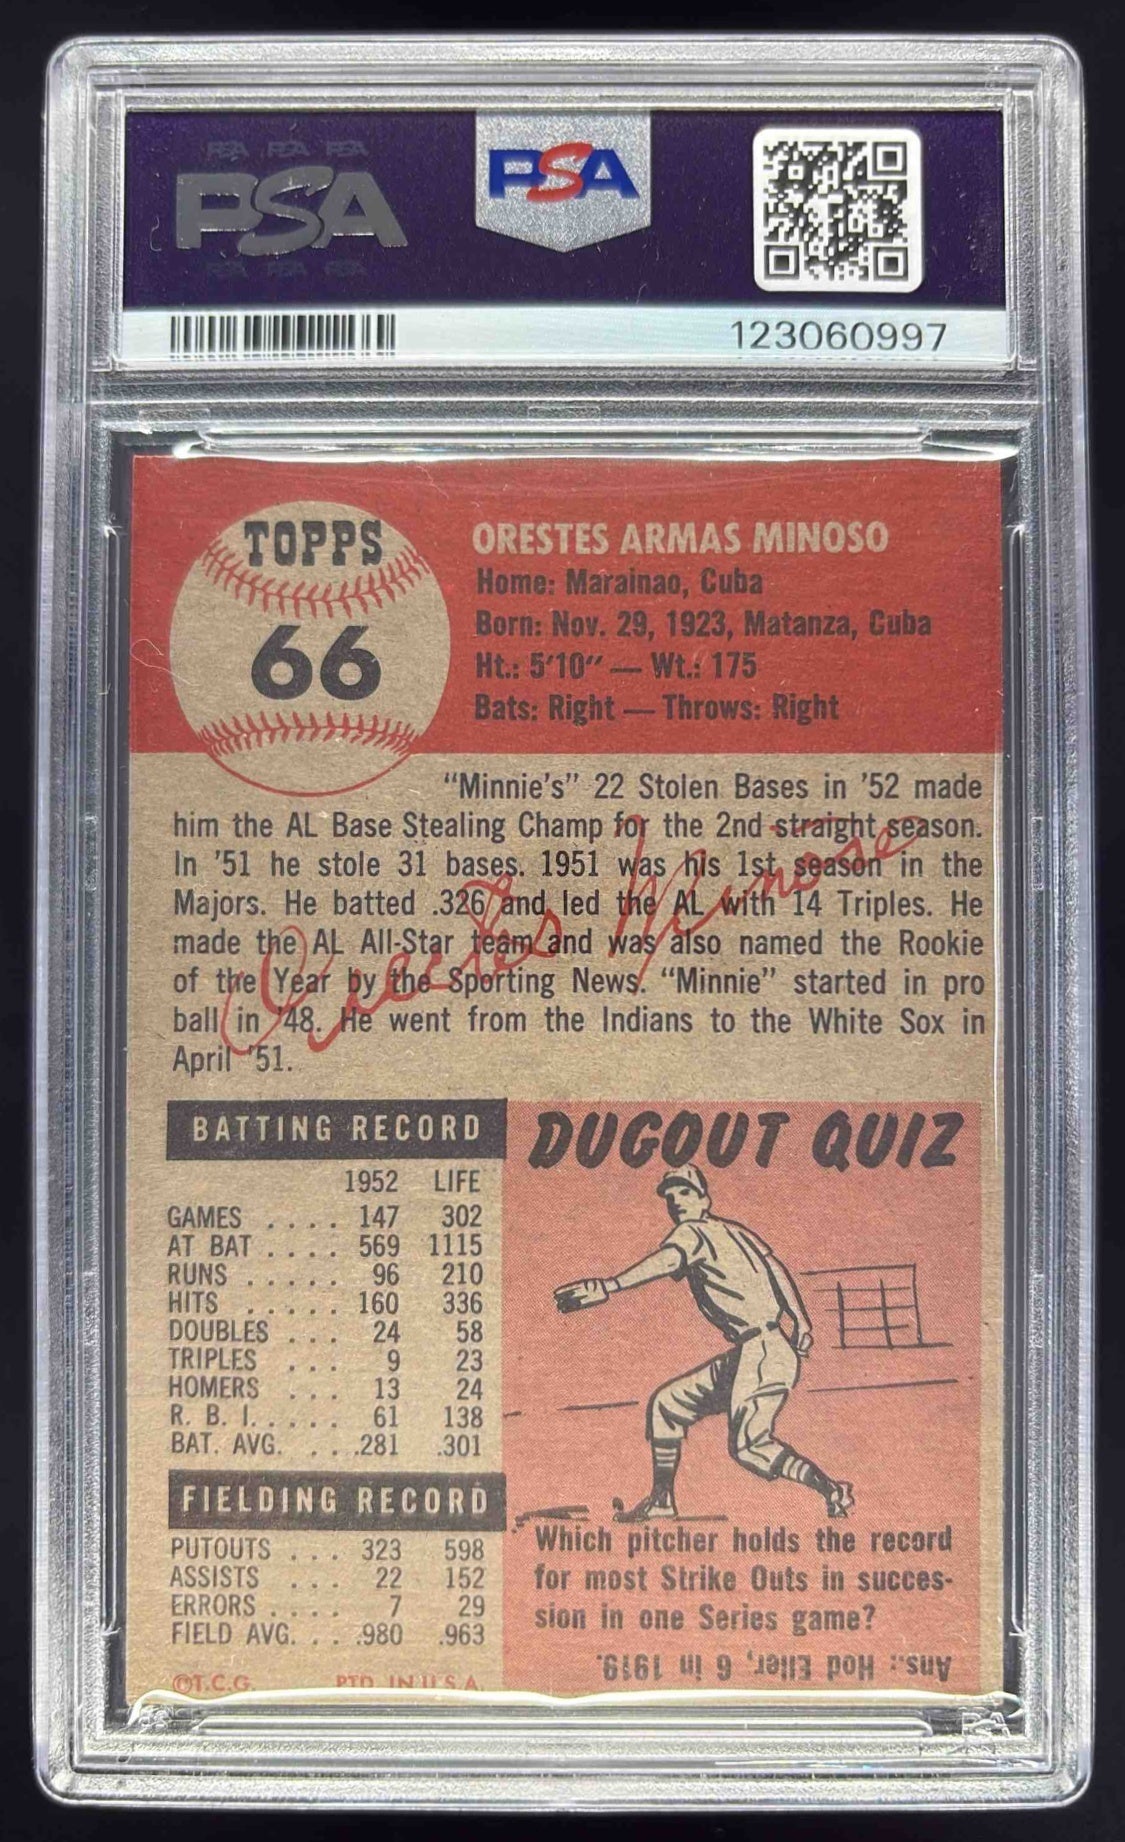 PSA PSA PSA
PSA
PSA PSA PSA
PSA
123060997
TOPPS
66
ORESTES ARMAS MINOSO
Home: Marainao, Cuba
Born: Nov. 29, 1923, Matanza, Cuba
Ht.: 5'10" — Wt.: 175
Bats: Right — Throws: Right
"Minnie's" 22 Stolen Bases in '52 made
him the AL Base Stealing Champ for the 2nd straight season.
In '51 he stole 31 bases. 1951 was his 1st season in the
Majors. He batted .326 and led the AL with 14 Triples. He
made the AL All-Star team and was also named the Rookie
of the Year by the Sporting News. "Minnie" started in pro
ball in '48. He went from the Indians to the White Sox in
April '51.
Orestes Minoso
BATTING RECORD
1952 LIFE
GAMES . . . . 147 302
AT BAT . . . . 569 1115
RUNS . . . . . 96 210
HITS . . . . . 160 336
DOUBLES . . . 24 58
TRIPLES . . . 9 23
HOMERS . . . 13 24
R. B. I. . . . . 61 138
BAT. AVG. . . .281 .301
FIELDING RECORD
PUTOUTS . . . 323 598
ASSISTS . . . 22 152
ERRORS . . . . 7 29
FIELD AVG. . . .980 .963
©T.C.G. PTD. IN U.S.A.
DUGOUT QUIZ
Which pitcher holds the record
for most Strike Outs in succes-
sion in one Series game?
Ans.: Hod Eller, 6 in 1919.
PSA